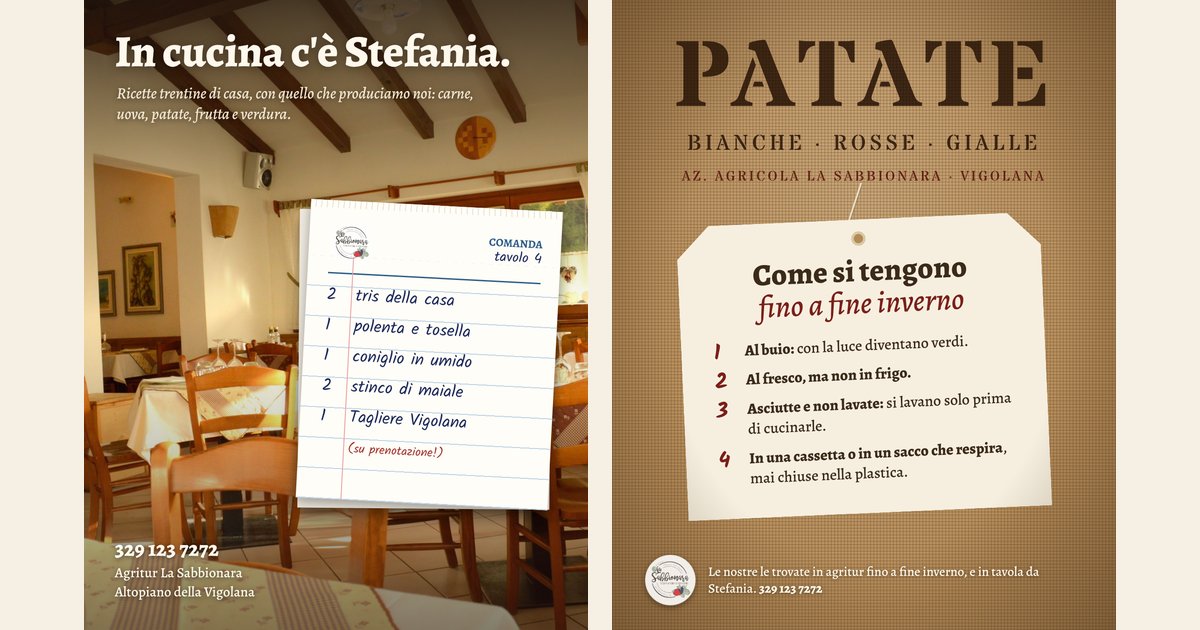 In cucina c'è Stefania.
Ricette trentine di casa, con quello che produciamo noi: carne,
uova, patate, frutta e verdura.
Sabbionara
COMANDA
tavolo 4
2 tris della casa
1 polenta e tosella
1 coniglio in umido
2 stinco di maiale
1 Tagliere Vigolana
(su prenotazione!)
329 123 7272
Agritur La Sabbionara
Altopiano della Vigolana
PATATE
BIANCHE · ROSSE · GIALLE
AZ. AGRICOLA LA SABBIONARA · VIGOLANA
Come si tengono
fino a fine inverno
1 Al buio: con la luce diventano verdi.
2 Al fresco, ma non in frigo.
3 Asciutte e non lavate: si lavano solo prima
di cucinarle.
4 In una cassetta o in un sacco che respira,
mai chiuse nella plastica.
Sabbionara
Le nostre le trovate in agritur fino a fine inverno, e in tavola da
Stefania. 329 123 7272